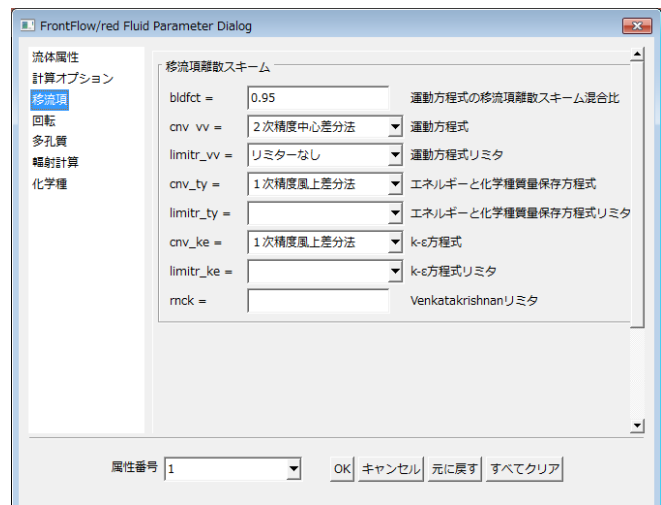 FrontFlow/red Fluid Parameter Dialog
流体属性
計算オプション
移流項
回転
多孔質
輻射計算
化学種
移流項離散スキーム
bldfct = 0.95 運動方程式の移流項離散スキーム混合比
cnv_vv = 2次精度中心差分法 運動方程式
limitr_vv = リミターなし 運動方程式リミタ
cnv_ty = 1次精度風上差分法 エネルギーと化学種質量保存方程式
limitr_ty = エネルギーと化学種質量保存方程式リミタ
cnv_ke = 1次精度風上差分法 k-ε方程式
limitr_ke = k-ε方程式リミタ
rnck = Venkatakrishnanリミタ
属性番号 1 OK キャンセル 元に戻す すべてクリア